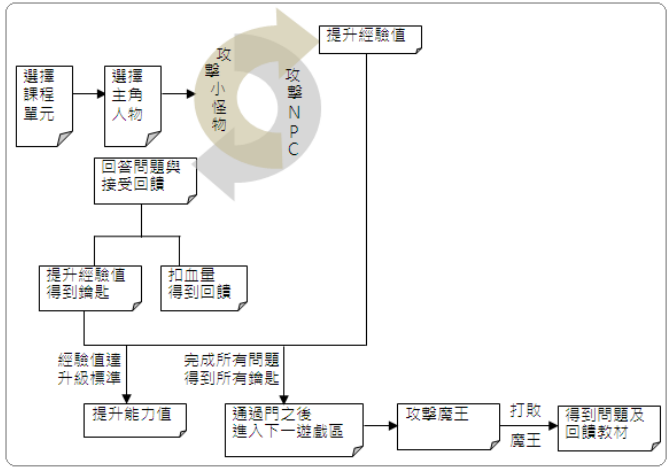 提升經驗值
選擇
課程
單元
選擇
主角
人物
攻
擊
小
怪
物
攻
擊
N
P
C
回答問題與
接受回饋
提升經驗值
得到鑰匙
扣血量
得到回饋
經驗值達
升級標準
完成所有問題
得到所有鑰匙
提升能力值
通過門之後
進入下一遊戲區
攻擊魔王
打敗
魔王
得到問題及
回饋教材